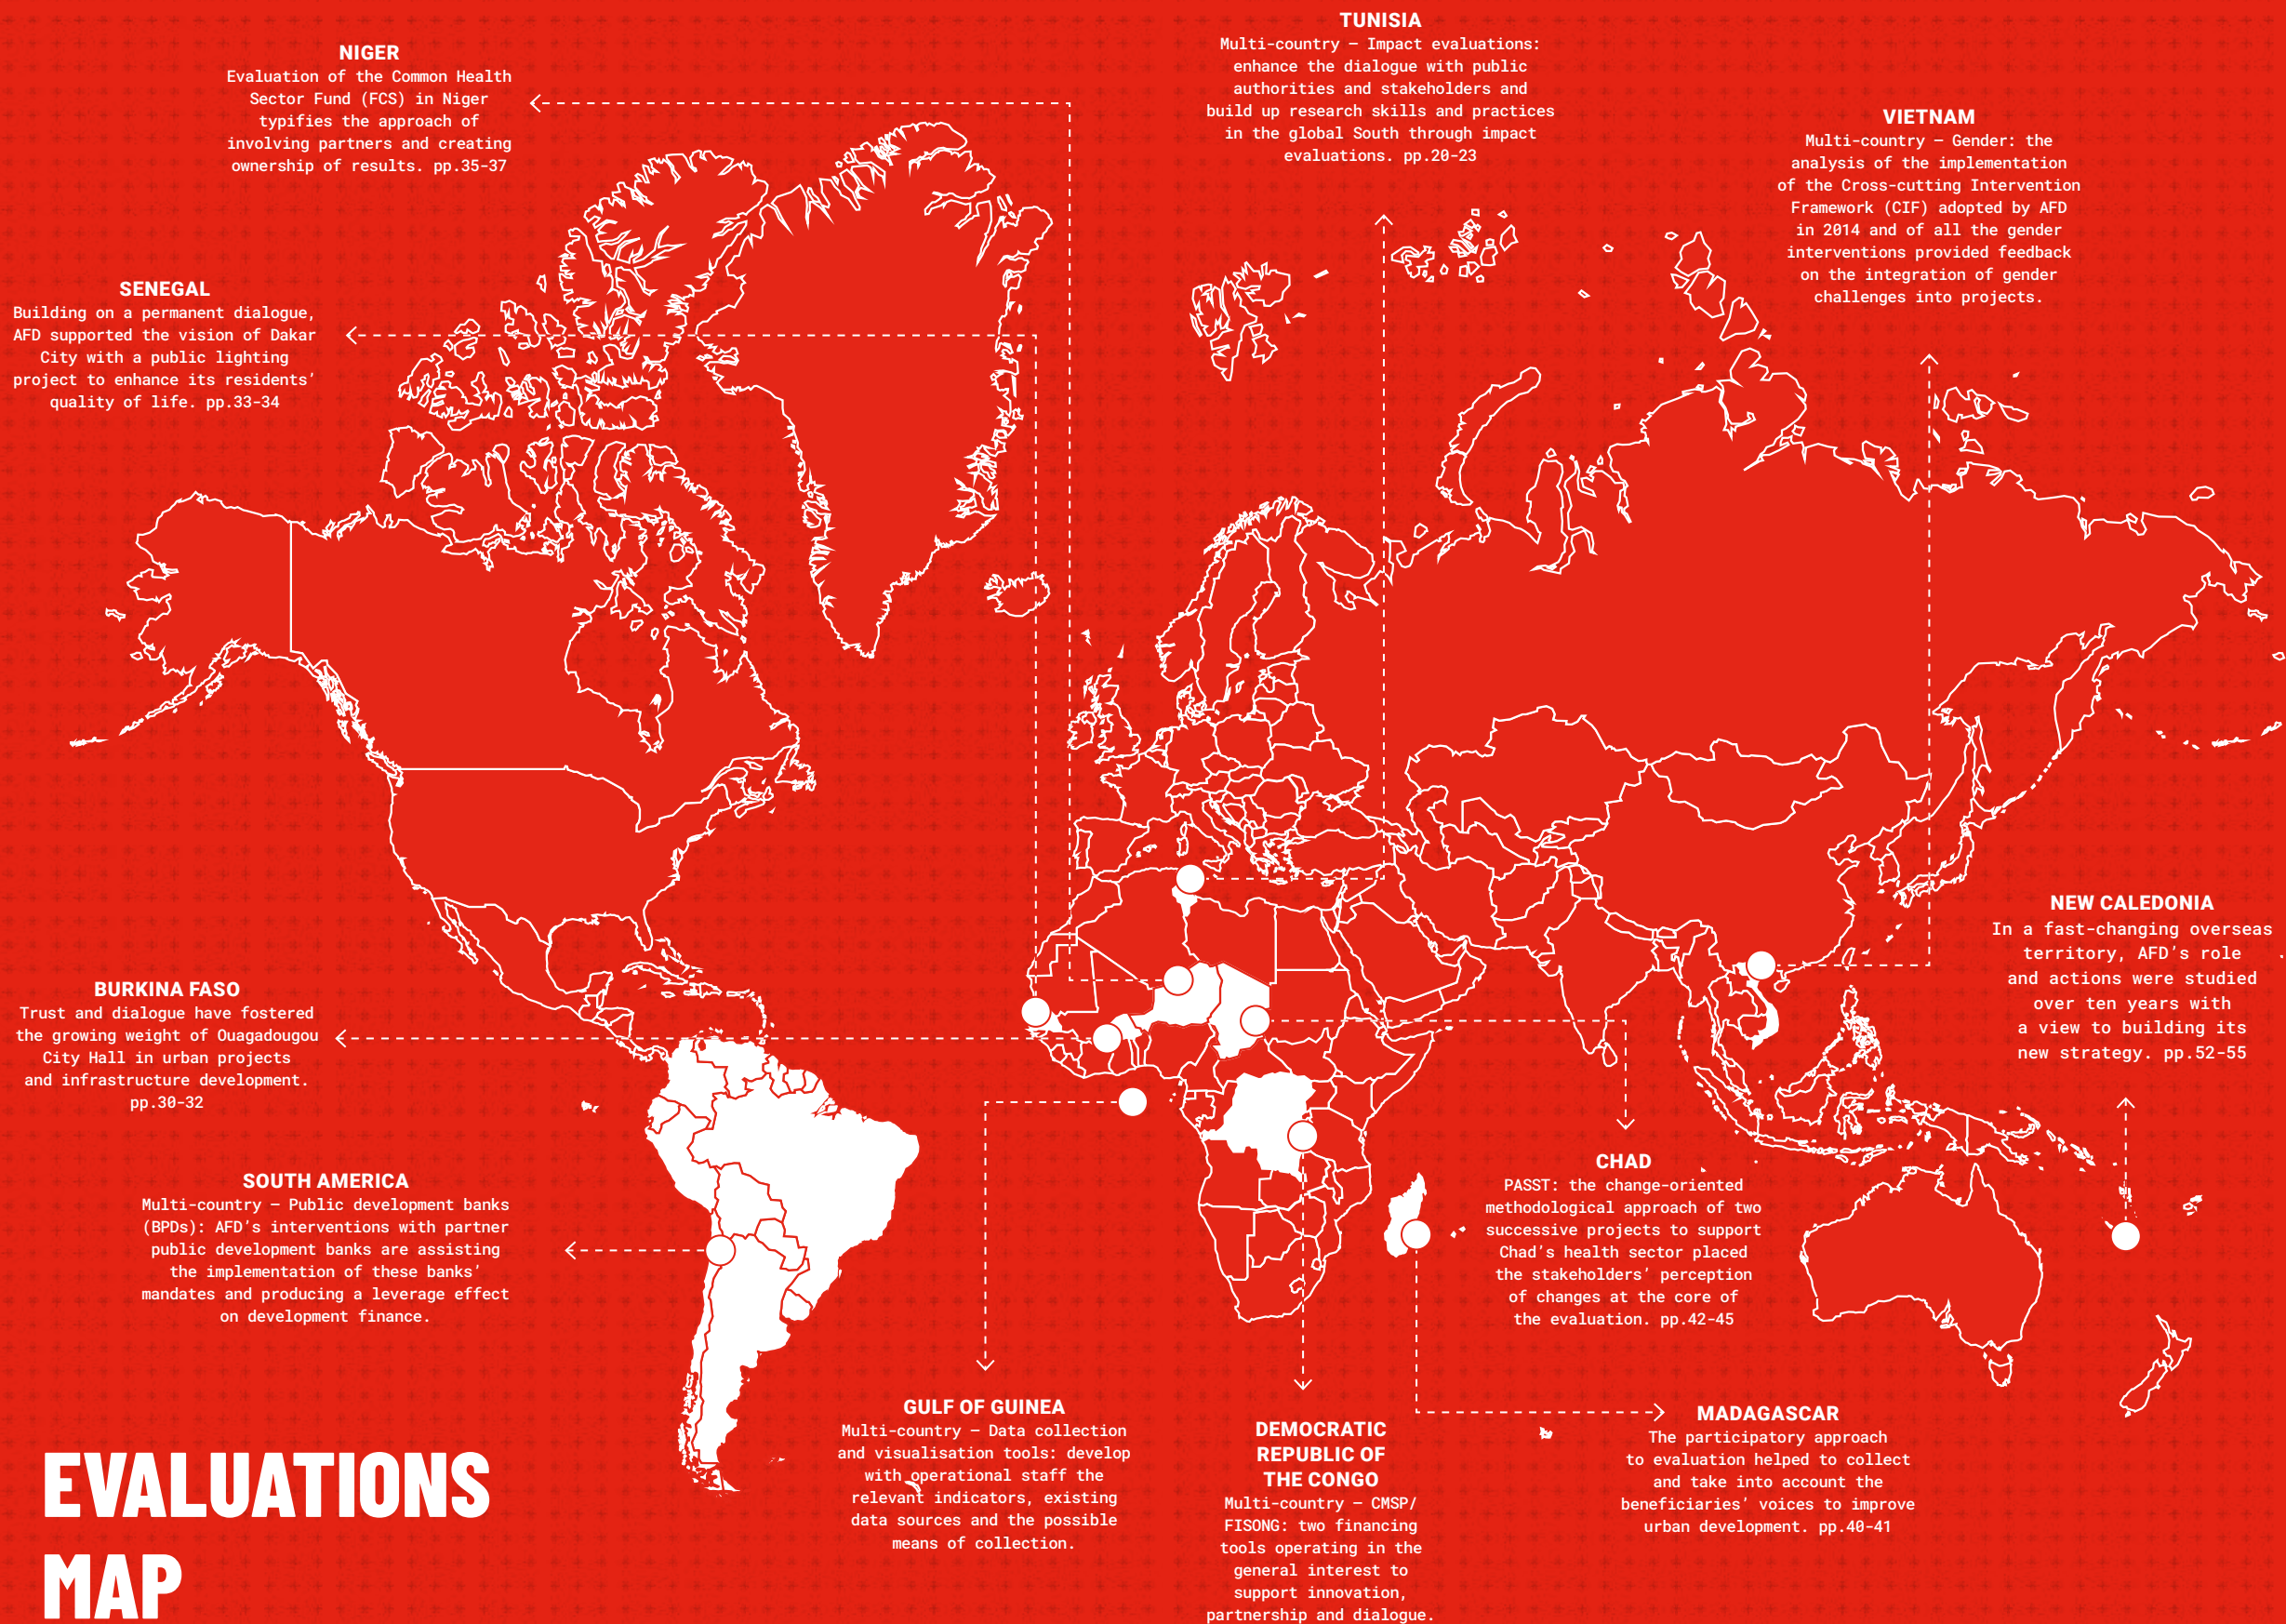 TUNISIA
Multi-country – Impact evaluations:
enhance the dialogue with public
authorities and stakeholders and
build up research skills and practices
in the global South through impact
evaluations. pp.20-23
NIGER
Evaluation of the Common Health
Sector Fund (FCS) in Niger
typifies the approach of
involving partners and creating
ownership of results. pp.35-37
VIETNAM
Multi-country – Gender: the
analysis of the implementation
of the Cross-cutting Intervention
Framework (CIF) adopted by AFD
in 2014 and of all the gender
interventions provided feedback
on the integration of gender
challenges into projects.
SENEGAL
Building on a permanent dialogue,
AFD supported the vision of Dakar
City with a public lighting
project to enhance its residents’
quality of life. pp.33-34
NEW CALEDONIA
In a fast-changing overseas
territory, AFD’s role
and actions were studied
over ten years with
a view to building its
new strategy. pp.52-55
BURKINA FASO
Trust and dialogue have fostered
the growing weight of Ouagadougou
City Hall in urban projects
and infrastructure development.
pp.30-32
SOUTH AMERICA
Multi-country – Public development banks
(BPDs): AFD’s interventions with partner
public development banks are assisting
the implementation of these banks’
mandates and producing a leverage effect
on development finance.
CHAD
PASST: the change-oriented
methodological approach of two
successive projects to support
Chad’s health sector placed
the stakeholders’ perception
of changes at the core of
the evaluation. pp.42-45
GULF OF GUINEA
Multi-country – Data collection
and visualisation tools: develop
with operational staff the
relevant indicators, existing
data sources and the possible
means of collection.
DEMOCRATIC
REPUBLIC OF
THE CONGO
Multi-country – CMSP/
FISONG: two financing
tools operating in the
general interest to
support innovation,
partnership and dialogue.
MADAGASCAR
The participatory approach
to evaluation helped to collect
and take into account the
beneficiaries’ voices to improve
urban development. pp.40-41
EVALUATIONS
MAP